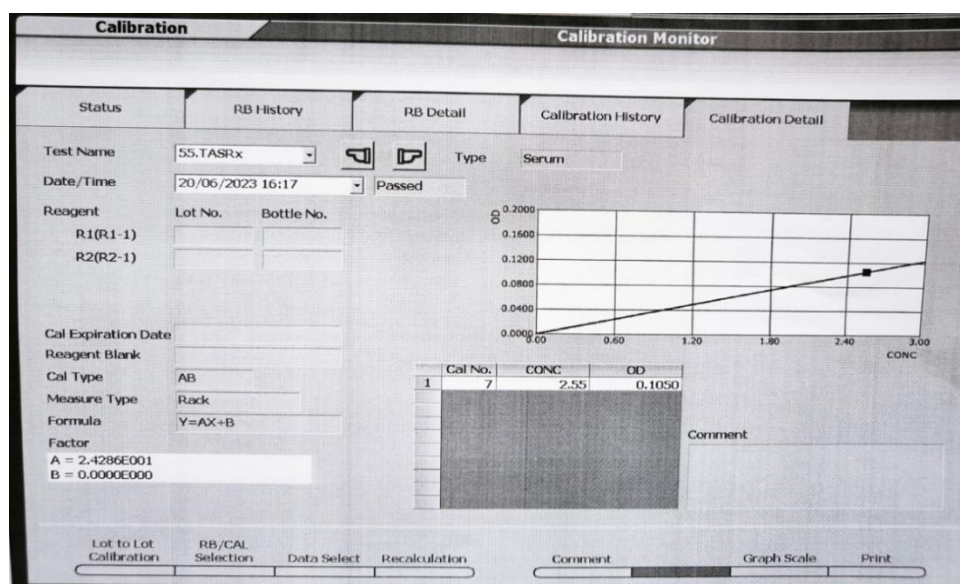 Calibration
Calibration Monitor
Status
RB History
RB Detail
Calibration History
Calibration Detail
Test Name 55.TASRx Type Serum
Date/Time 20/06/2023 16:17 Passed
Reagent Lot No. Bottle No.
R1(R1-1)
R2(R2-1)
Cal Expiration Date
Reagent Blank
Cal Type AB
Measure Type Rack
Formula Y=AX+B
Factor
A = 2.4286E001
B = 0.0000E000
OD
0.2000
0.1600
0.1200
0.0800
0.0400
0.0000
0.00 0.60 1.20 1.80 2.40 3.00
CONC
Cal No. CONC OD
1 7 2.55 0.1050
Comment
Lot to Lot Calibration
RB/CAL Selection
Data Select
Recalculation
Comment
Graph Scale
Print